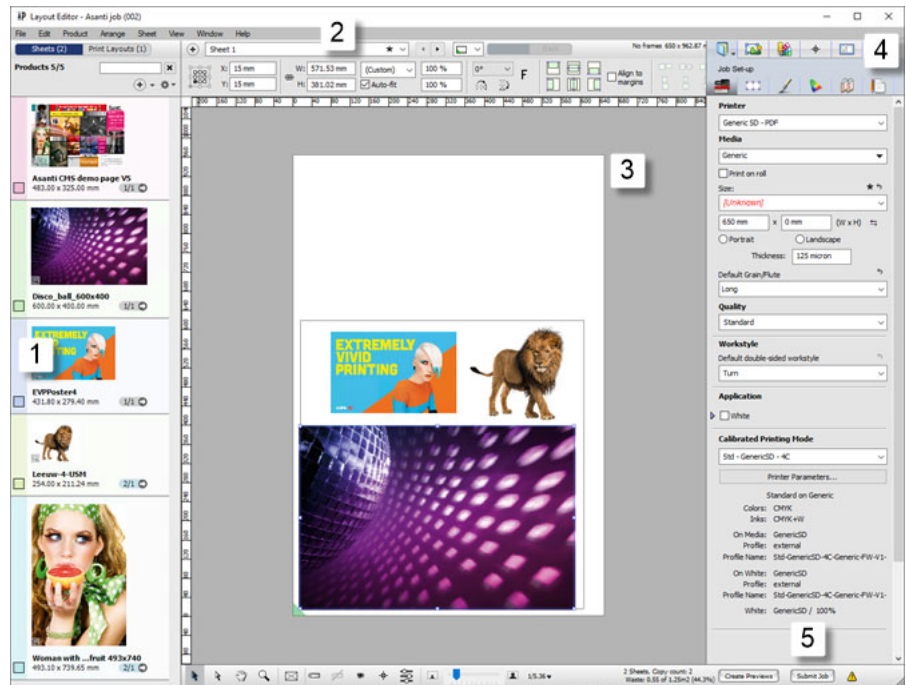 Layout Editor - Asanti job (002)
File Edit Product Arrange Sheet View Window Help
Sheets (2) Print Layouts (1)
Sheet 1
2
Back
No frames 650 x 962.87 m
4
Products 5/5
X: 15 mm
Y: 15 mm
W: 571.53 mm
H: 381.02 mm
(Custom)
Auto-fit
100 %
100 %
0°
F
Align to margins
Job Set-up
Asanti CMS demo page V5
483.00 x 325.00 mm 1/1
Disco_ball_600x400
600.00 x 400.00 mm 1/1
EXTREMELY
VIVID
PRINTING
1
EVPPoster4
431.80 x 279.40 mm 1/1
Leeuw-4-USM
254.00 x 211.24 mm 2/1
Woman with ...fruit 493x740
493.10 x 739.65 mm 2/1
3
EXTREMELY
VIVID
PRINTING
Printer
Generic SD - PDF
Media
Generic
Print on roll
Size:
[Unknown]
650 mm x 0 mm (W x H)
Portrait Landscape
Thickness: 125 micron
Default Grain/Flute
Long
Quality
Standard
Workstyle
Default double-sided workstyle
Turn
Application
White
Calibrated Printing Mode
Std - GenericSD - 4C
Printer Parameters...
Standard on Generic
Colors: CMYK
Inks: CMYK+W
On Media: GenericSD
Profile: external
Profile Name: Std-GenericSD-4C-Generic-FW-V1-
On White: GenericSD
Profile: external
Profile Name: Std-GenericSD-4C-Generic-FW-V1-
White: GenericSD / 100%
5
1/5.36
2 Sheets. Copy count: 2
Waste: 0.55 of 1.25m2 (44.3%)
Create Previews
Submit Job